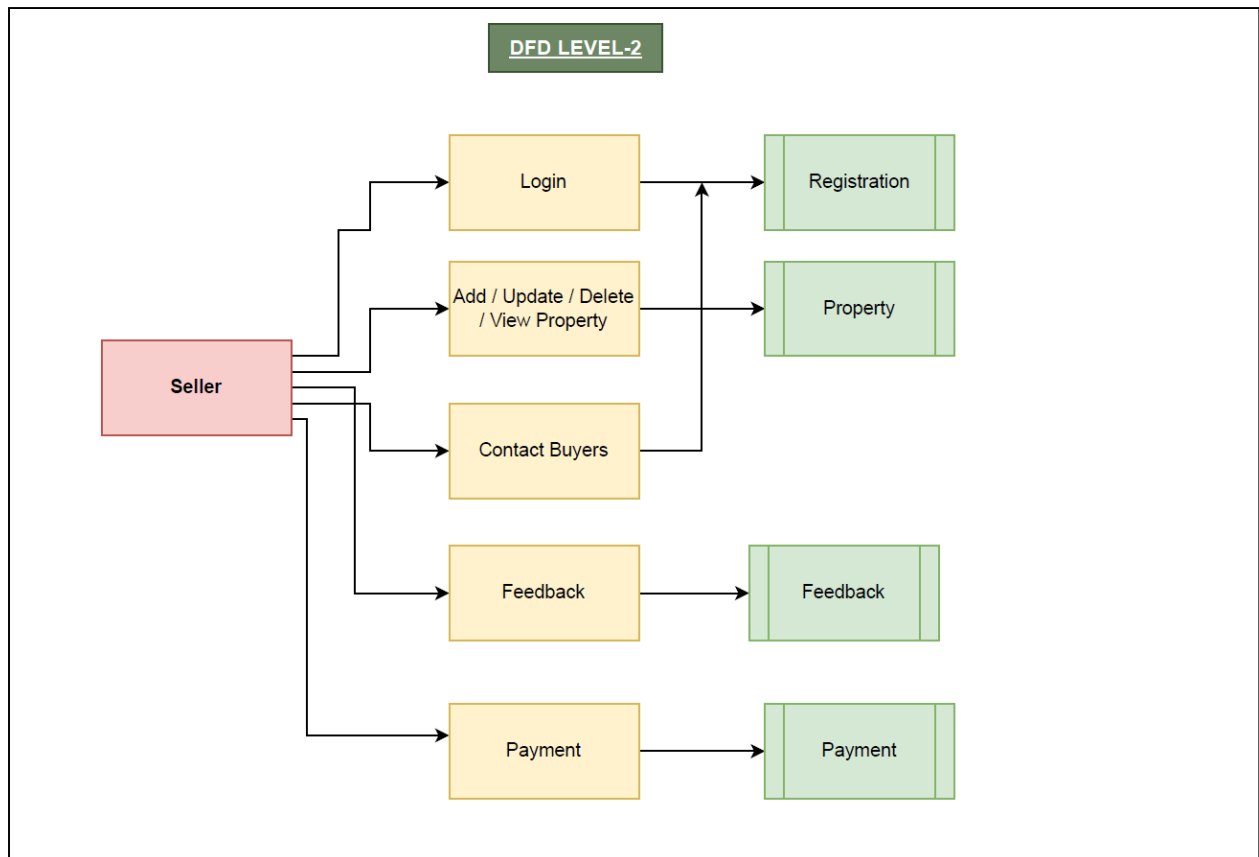 DFD LEVEL-2
Login
Registration
Add / Update / Delete
/ View Property
Property
Seller
Contact Buyers
Feedback
Feedback
Payment
Payment